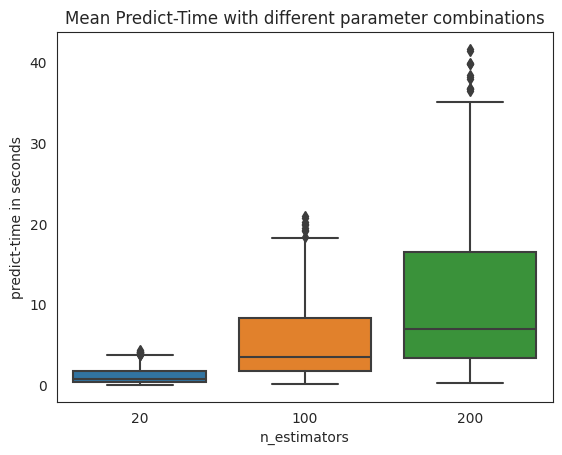 Mean Predict-Time with different parameter combinations
40
30
20
10
0
predict-time in seconds
20 100 200
n_estimators